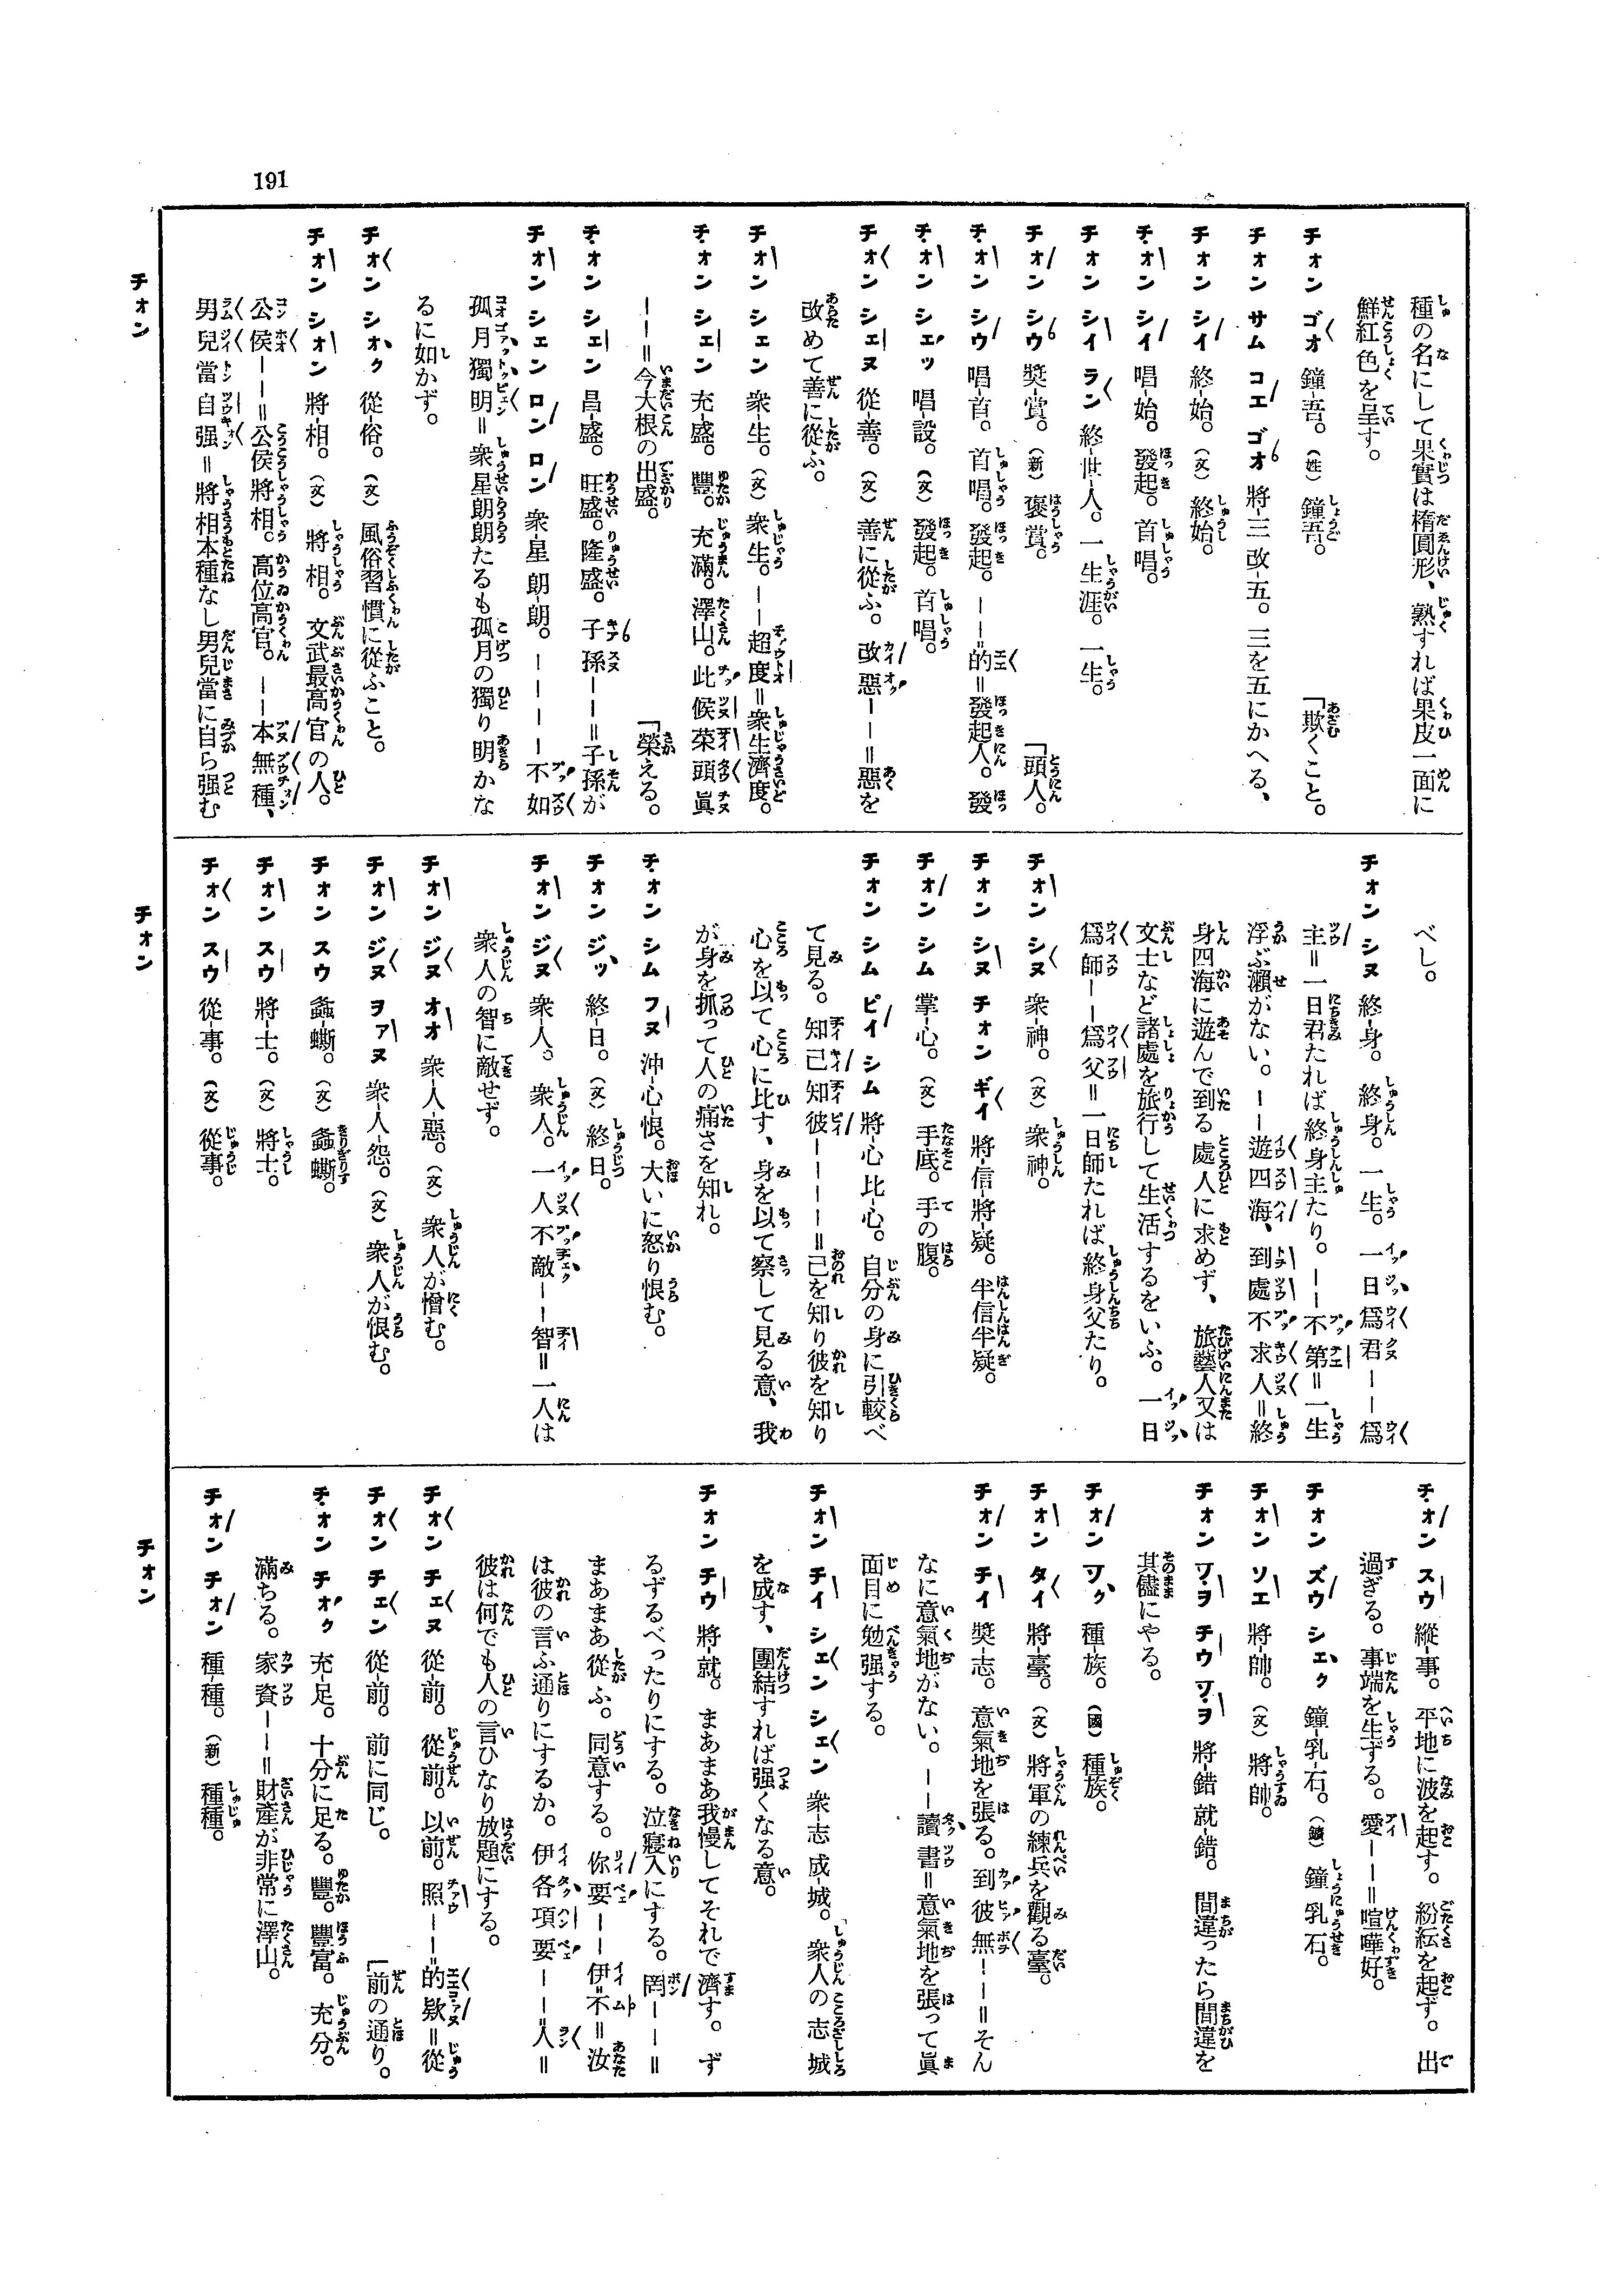 191
種の名にして果實は楕圓形、熟すれば果皮一面に
鮮紅色を呈す。
チオン ゴオ 鐘-吾。(姓) 鐘吾。 「欺くこと。
チオン サム コエ ゴオ 將-三 改-五。三を五にかへる、
チオン シイ 終-始。(文) 終始。
チオン シイ 唱-始。發起。首唱。
チオン シイ ラン 終-世-人。一生涯。一生。
チオン シウ 奬-賞。(新) 褒賞。 「頭人。
チオン シウ 唱-首。首唱。發起。——的=發起人。發
チオン シエッ 唱-設。(文) 發起。首唱。
チオン シエヌ 從-善。(文) 善に從ふ。改惡——=惡を
改めて善に從ふ。
チオン シエン 衆-生。(文) 衆生。——超度=衆生濟度。
チオン シエン 充-盛。豐。充滿。澤山。此候菜頭眞
——=今大根の出盛。 「榮える。
チオン シエン 昌-盛。旺盛。隆盛。子孫——=子孫が
チオン シエン ロン ロン 衆-星 朗-朗。————不如
孤月獨明=衆星朗朗たるも孤月の獨り明かな
るに如かず。
チオン シオク 從-俗。(文) 風俗習慣に從ふこと。
チオン シオン 將-相。(文) 將相。文武最高官の人。
公侯——=公侯將相。高位高官。——本無種、
男兒當自强=將相本種なし男兒當に自ら强む
べし。
チオン シヌ 終-身。終身。一生。一日爲君——爲
主=一日君たれば終身主たり。——不第=一生
浮ぶ瀨がない。——遊四海、到處不求人=終
身四海に遊んで到る處人に求めず、旅藝人又は
文士など諸處を旅行して生活するをいふ。一日
爲師——爲父=一日師たれば終身父たり。
チオン シヌ 衆-神。(文) 衆神。
チオン シヌ チオン ギイ 將-信-將-疑。半信半疑。
チオン シム 掌-心。(文) 手底。手の腹。
チオン シム ピイ シム 將-心 比-心。自分の身に引較べ
て見る。知己知彼————=己を知り彼を知り
心を以て心に比す、身を以て察して見る意、我
が身を抓って人の痛さを知れ。
チオン シム フヌ 沖-心-恨。大いに怒り恨む。
チオン ジッ 終-日。(文) 終日。
チオン ジヌ 衆-人。衆人。一人不敵——智=一人は
衆人の智に敵せず。
チオン ジヌ オオ 衆-人-惡。(文) 衆人が憎む。
チオン ジヌ ヲァヌ 衆-人-怨。(文) 衆人が恨む。
チオン スウ 螽-蟖。(文) 螽蟖。
チオン スウ 將-士。(文) 將士。
チオン スウ 從-事。(文) 從事。
チオン スウ 縱-事。平地に波を起す。紛紜を起す。出
過ぎる。事端を生ずる。愛——=喧嘩好。
チオン ズウ シエク 鐘-乳-石。(鑛) 鐘乳石。
チオン ソエ 將-帥。(文) 將帥。
チオン ツヲ チウ ツヲ 將-錯 就-錯。間違ったら間違を
其儘にやる。
チオン ツク 種-族。(國) 種族。
チオン タイ 將-臺。(文) 將軍の練兵を觀る臺。
チオン チイ 奬-志。意氣地を張る。到彼無——=そん
なに意氣地がない。——讀書=意氣地を張って眞
面目に勉强する。
チオン チイ シエン シエン 衆-志 成-城。「衆人の志城
を成す、團結すれば强くなる意。
チオン チウ 將-就。まあまあ我慢してそれで濟す。ず
るずるべったりにする。泣寢入にする。罔——=
まあまあ從ふ。同意する。你要——伊不=汝
は彼の言ふ通りにするか。伊各項要——人=
彼は何でも人の言ひなり放題にする。
チオン チエヌ 從-前。從前。以前。照——的欵=從
チオン チエン 從-前。前に同じ。 「前の通り。
チオン チオク 充-足。十分に足る。豐。豐富。充分。
滿ちる。家資——=財產が非常に澤山。
チオン チオン 種-種。(新) 種種。
チオン
チオン
チオン